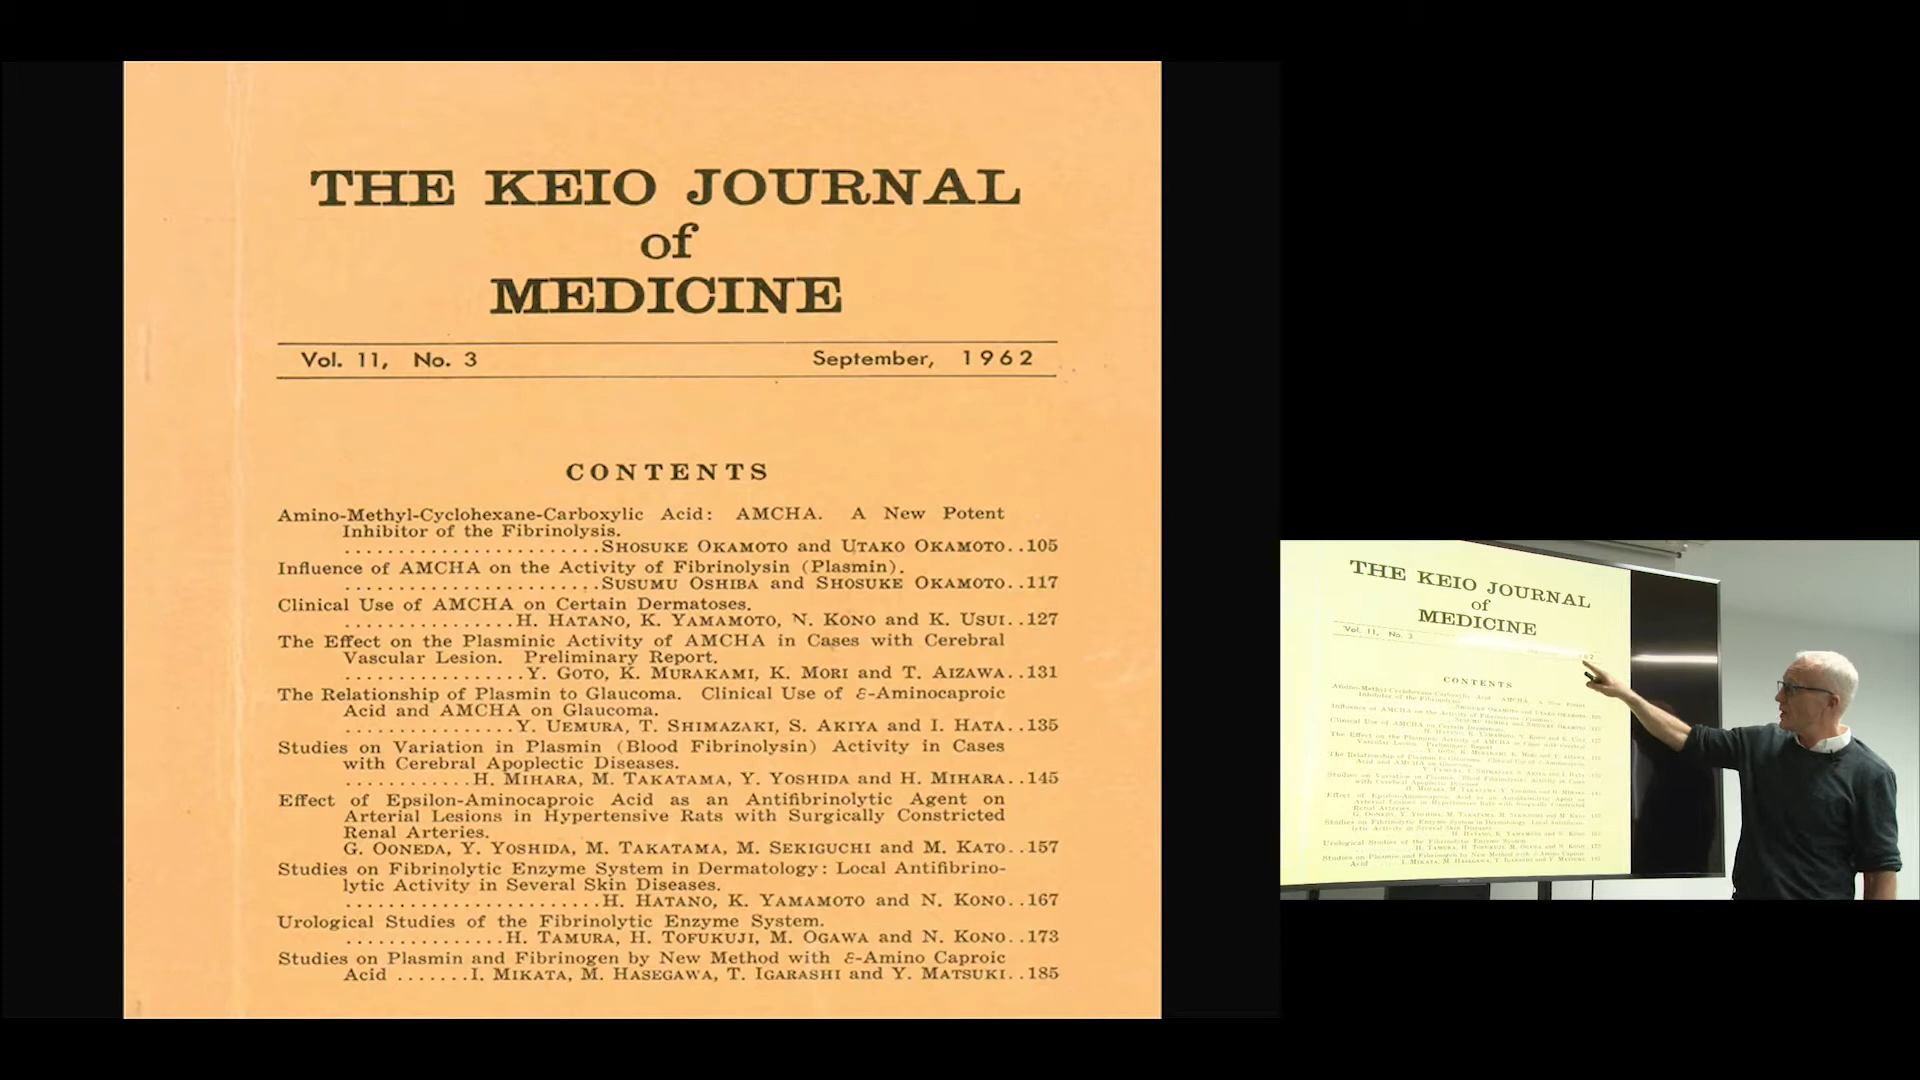 THE KEIO JOURNAL
of
MEDICINE
Vol. 11, No. 3 September, 1962
CONTENTS
Amino-Methyl-Cyclohexane-Carboxylic Acid: AMCHA. A New Potent
Inhibitor of the Fibrinolysis.
........................SHOSUKE OKAMOTO and UTAKO OKAMOTO..105
Influence of AMCHA on the Activity of Fibrinolysin (Plasmin).
........................SUSUMU OSHIBA and SHOSUKE OKAMOTO..117
Clinical Use of AMCHA on Certain Dermatoses.
................H. HATANO, K. YAMAMOTO, N. KONO and K. USUI..127
The Effect on the Plasminic Activity of AMCHA in Cases with Cerebral
Vascular Lesion. Preliminary Report.
.................Y. GOTO, K. MURAKAMI, K. MORI and T. AIZAWA..131
The Relationship of Plasmin to Glaucoma. Clinical Use of ε-Aminocaproic
Acid and AMCHA on Glaucoma.
................Y. UEMURA, T. SHIMAZAKI, S. AKIYA and I. HATA..135
Studies on Variation in Plasmin (Blood Fibrinolysin) Activity in Cases
with Cerebral Apoplectic Diseases.
............H. MIHARA, M. TAKATAMA, Y. YOSHIDA and H. MIHARA..145
Effect of Epsilon-Aminocaproic Acid as an Antifibrinolytic Agent on
Arterial Lesions in Hypertensive Rats with Surgically Constricted
Renal Arteries.
G. OONEDA, Y. YOSHIDA, M. TAKATAMA, M. SEKIGUCHI and M. KATO..157
Studies on Fibrinolytic Enzyme System in Dermatology: Local Antifibrino-
lytic Activity in Several Skin Diseases.
........................H. HATANO, K. YAMAMOTO and N. KONO..167
Urological Studies of the Fibrinolytic Enzyme System.
...............H. TAMURA, H. TOFUKUJI, M. OGAWA and N. KONO..173
Studies on Plasmin and Fibrinogen by New Method with ε-Amino Caproic
Acid .......I. MIKATA, M. HASEGAWA, T. IGARASHI and Y. MATSUKI..185
THE KEIO JOURNAL
of
MEDICINE
Vol. 11, No. 3
CONTENTS